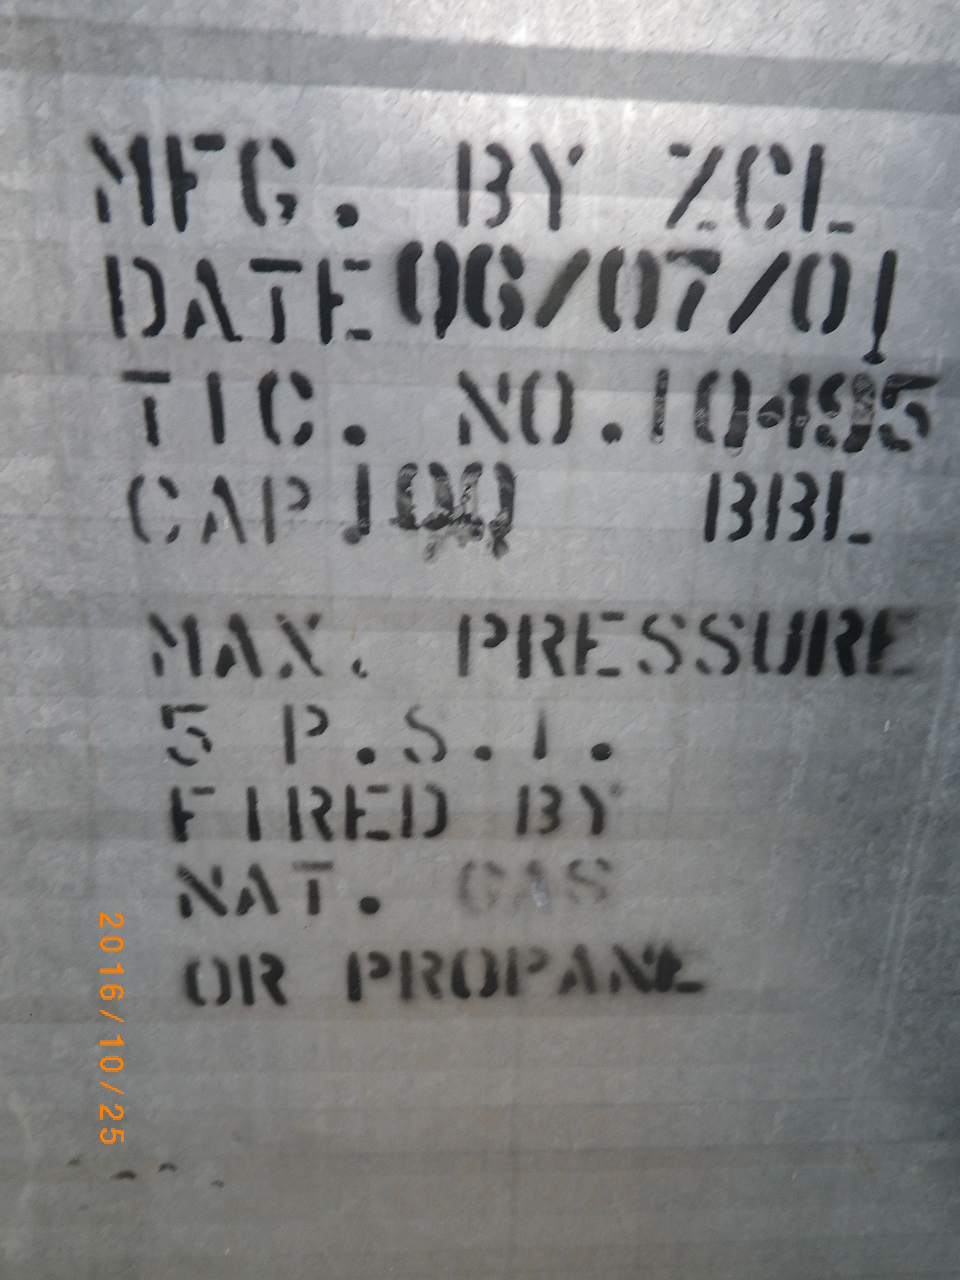 MFG. BY ZCL
DATE 06/07/01
TIC. NO. 10495
CAP 100 BBL
MAX. PRESSURE
5 P.S.I.
FIRED BY
NAT. GAS
OR PROPANE
2016/10/25